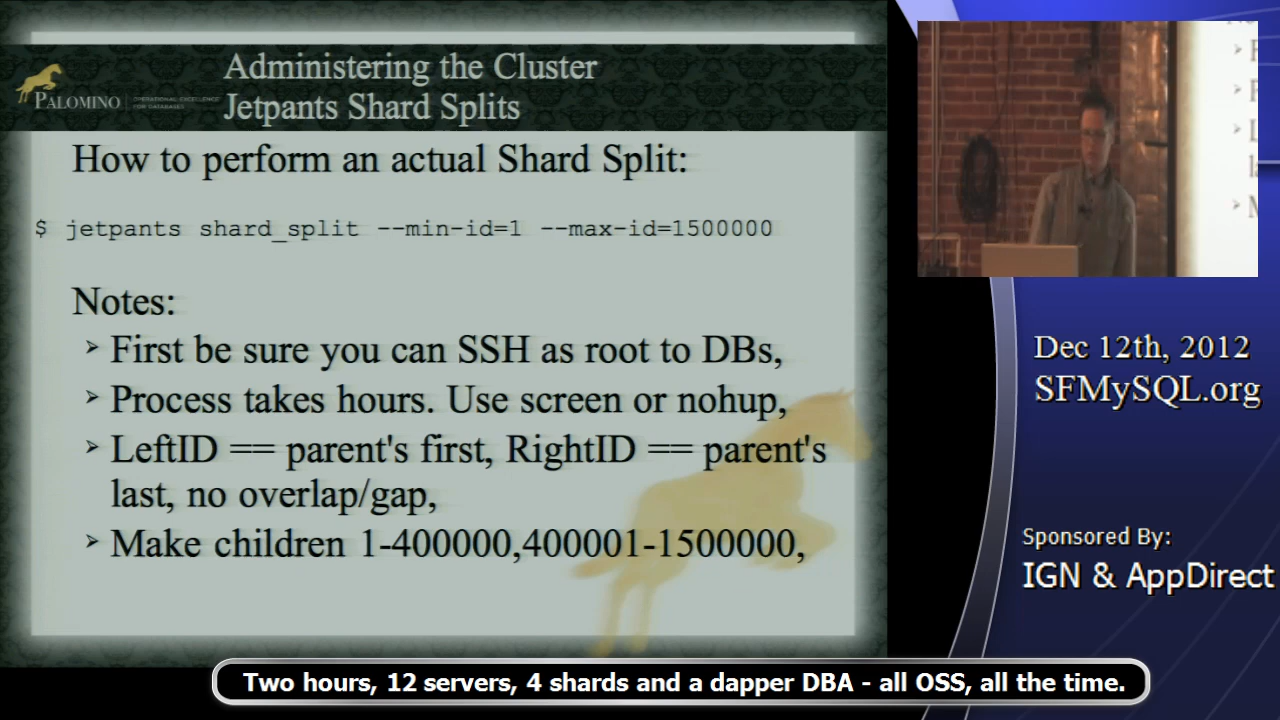 Administering the Cluster
Jetpants Shard Splits
PALOMINO
OPERATIONAL EXCELLENCE
FOR DATABASES
How to perform an actual Shard Split:
$ jetpants shard_split --min-id=1 --max-id=1500000
Notes:
➢ First be sure you can SSH as root to DBs,
➢ Process takes hours. Use screen or nohup,
➢ LeftID == parent's first, RightID == parent's
last, no overlap/gap,
➢ Make children 1-400000,400001-1500000,
Dec 12th, 2012
SFMySQL.org
Sponsored By:
IGN & AppDirect
Two hours, 12 servers, 4 shards and a dapper DBA - all OSS, all the time.